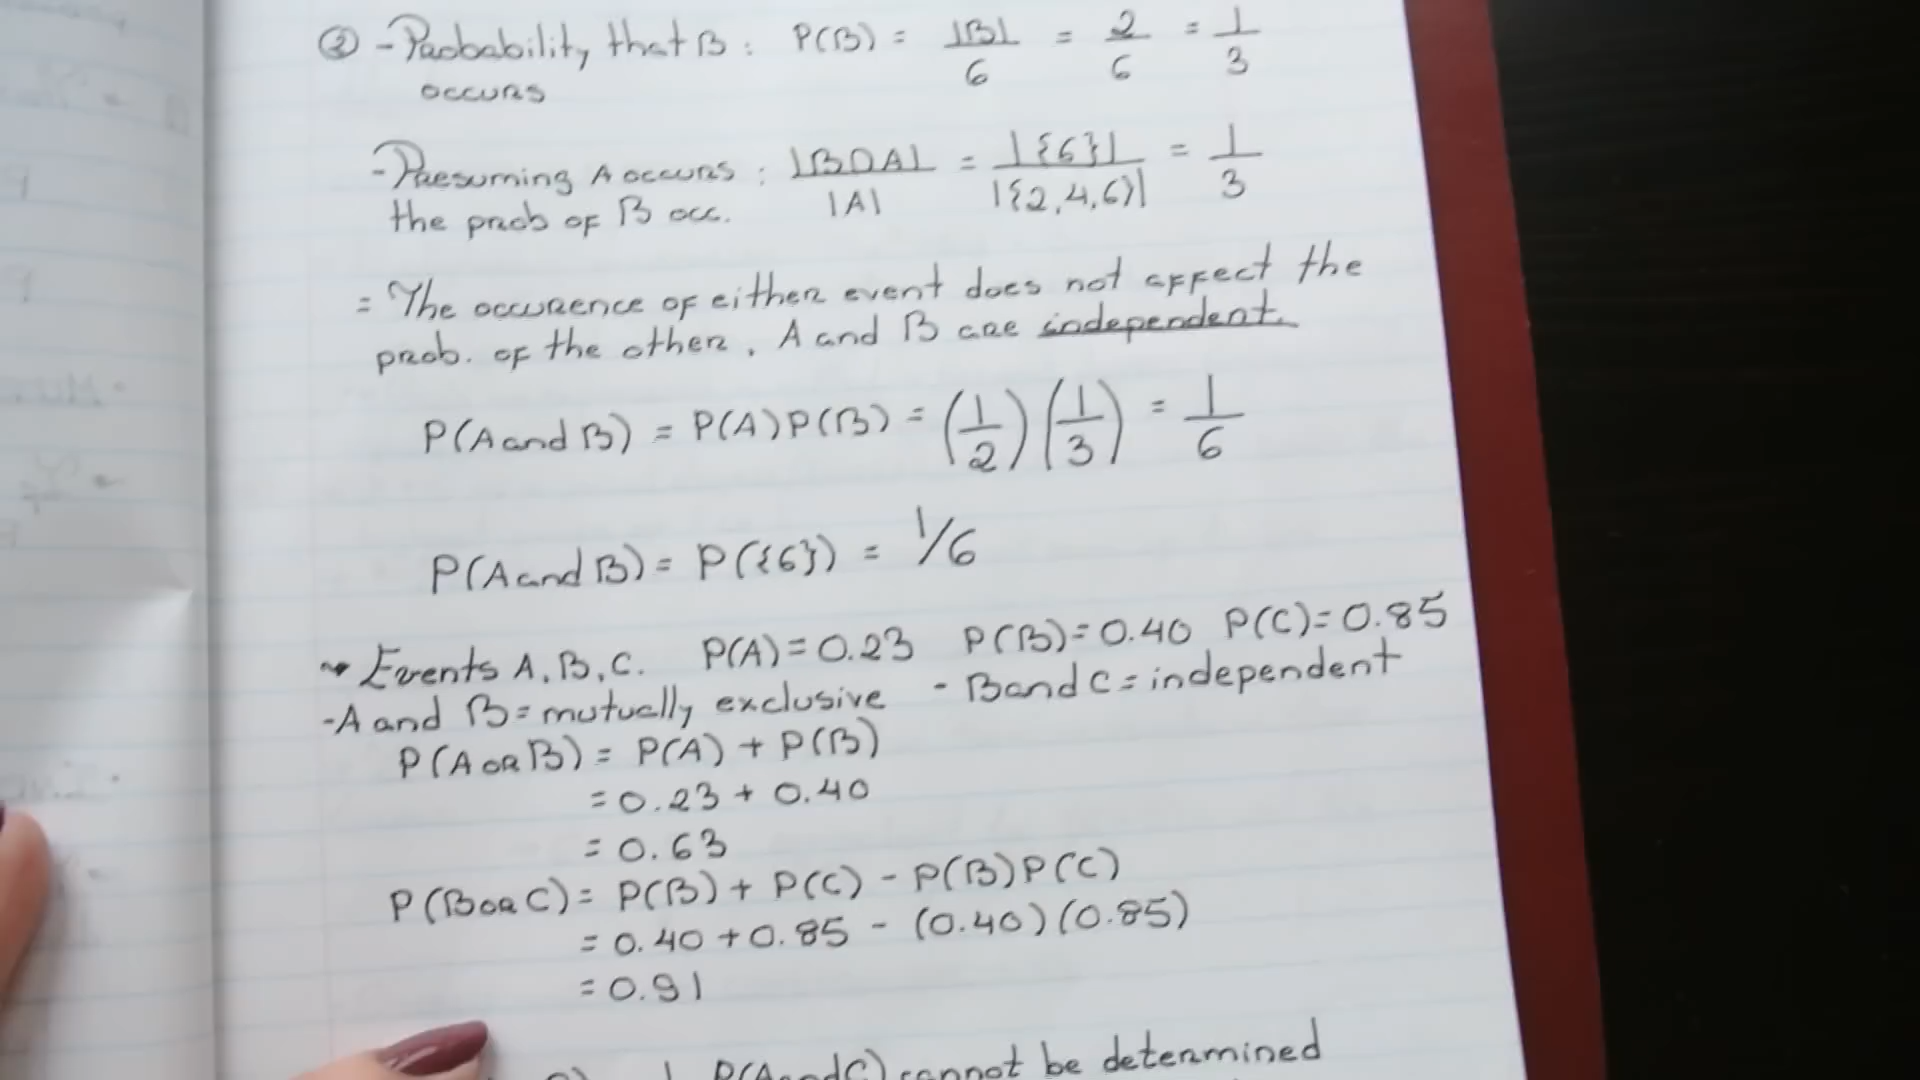 ② - Probability that B : P(B) = |B| / 6 = 2/6 = 1/3
occurs
- Presuming A occurs : |B∩A| / |A| = |{6}| / |{2,4,6}| = 1/3
the prob of B occ.
= The occurence of either event does not affect the
prob. of the other. A and B are independent.
P(A and B) = P(A)P(B) = (1/2)(1/3) = 1/6
P(A and B) = P({6}) = 1/6
Events A, B, C. P(A)=0.23 P(B)=0.40 P(C)=0.85
- A and B = mutually exclusive - B and C = independent
P(A or B) = P(A) + P(B)
= 0.23 + 0.40
= 0.63
P(B or C) = P(B) + P(C) - P(B)P(C)
= 0.40 + 0.85 - (0.40)(0.85)
= 0.91
P(A and C) cannot be determined